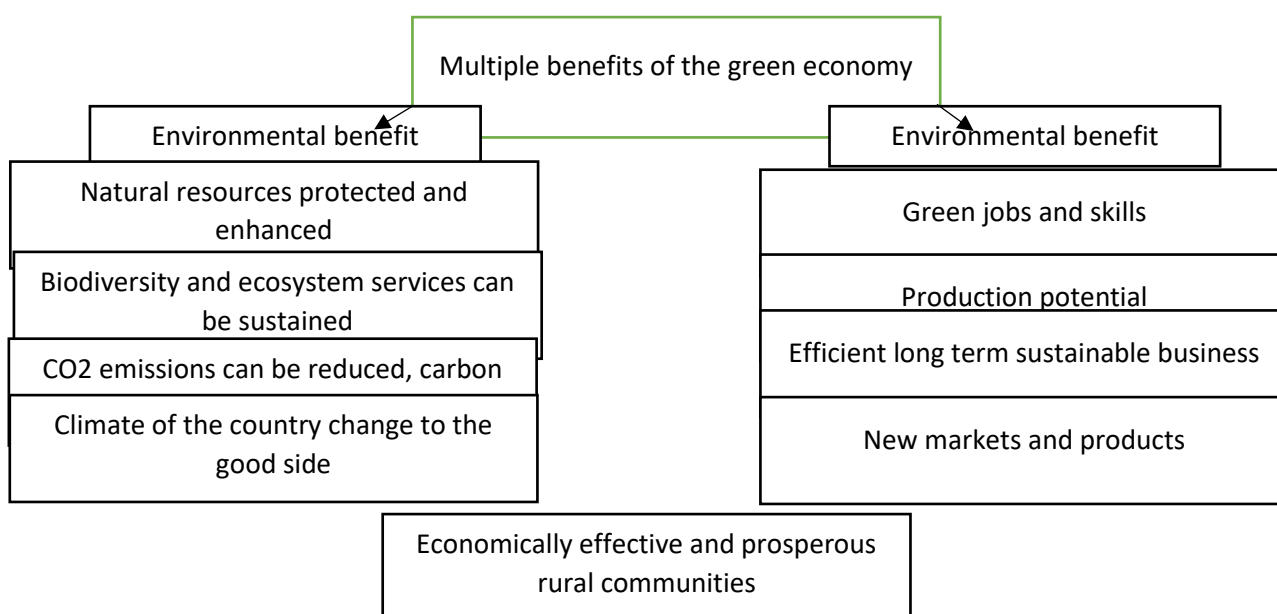 Multiple benefits of the green economy
Environmental benefit
Natural resources protected and
enhanced
Biodiversity and ecosystem services can
be sustained
CO2 emissions can be reduced, carbon
Climate of the country change to the
good side
Environmental benefit
Green jobs and skills
Production potential
Efficient long term sustainable business
New markets and products
Economically effective and prosperous
rural communities